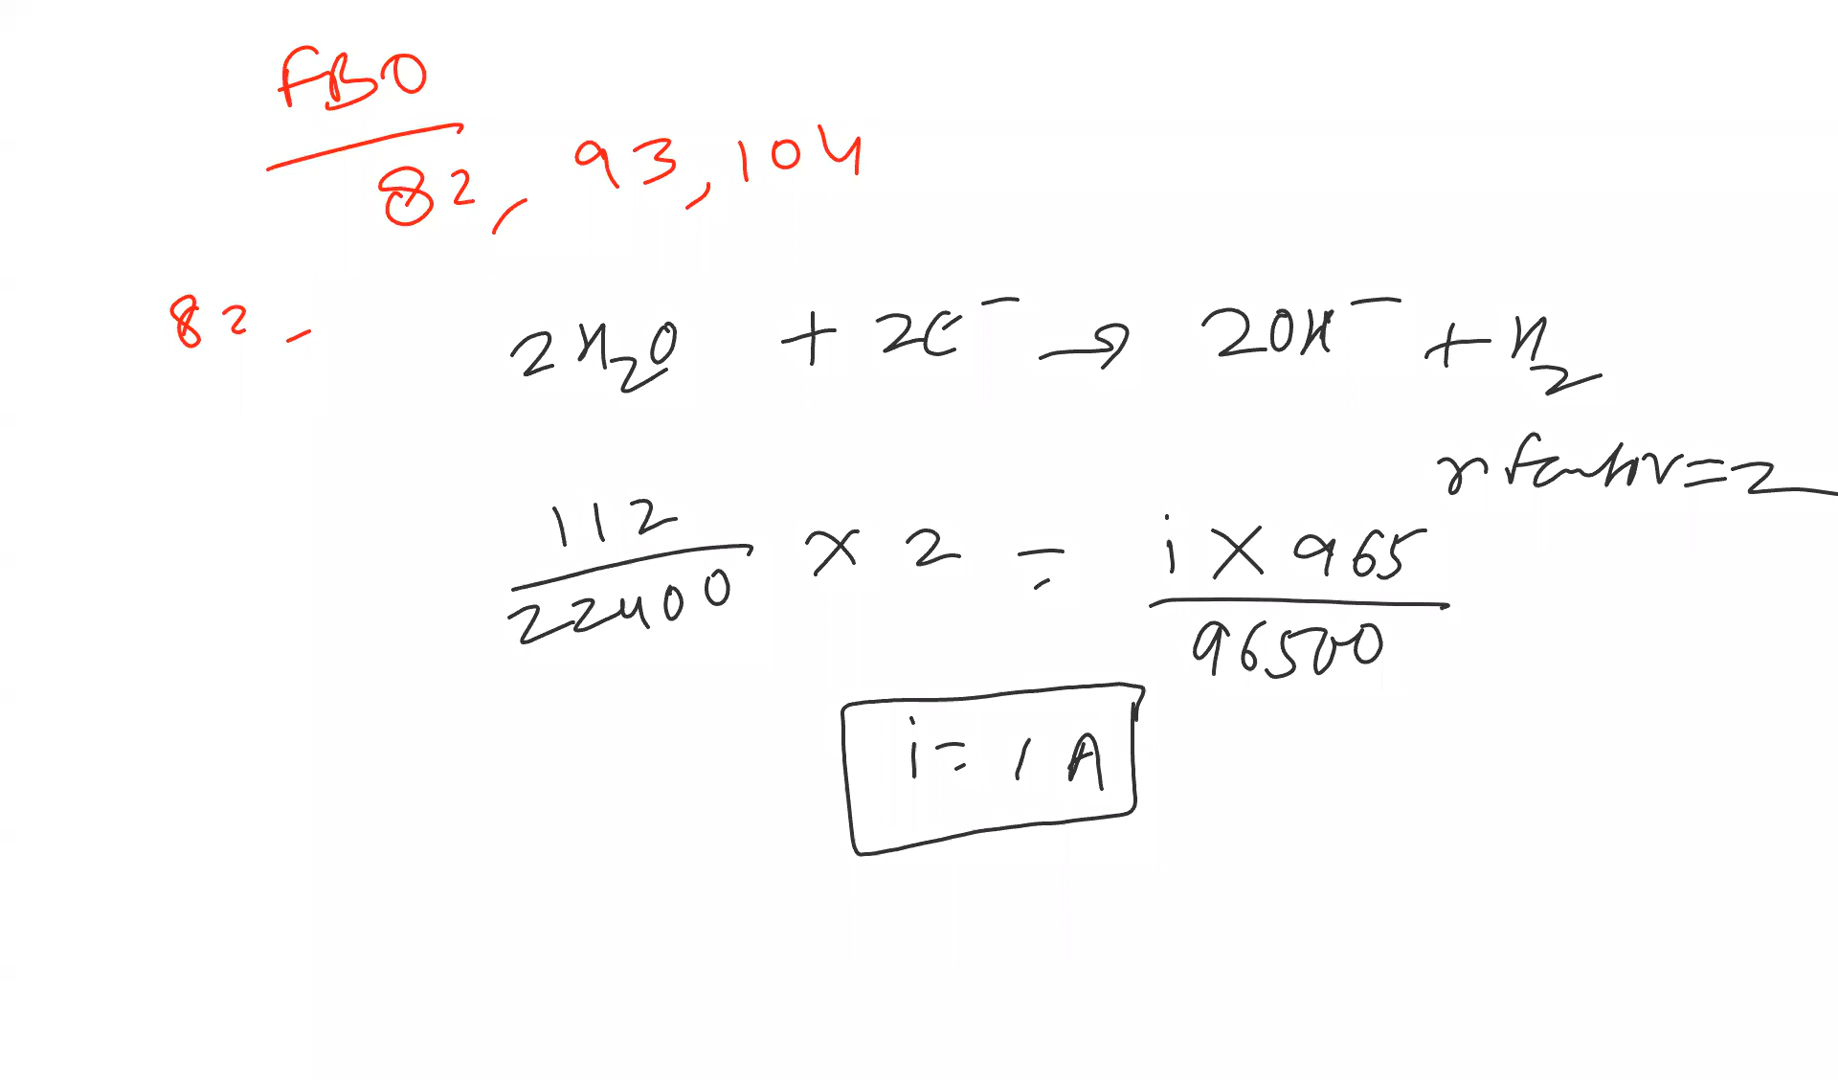 FBO
82, 93, 104
82 -
2H₂O + 2e⁻ → 2OH⁻ + H₂
n factor = 2
112/22400 × 2 = i × 965/96500
i = 1 A